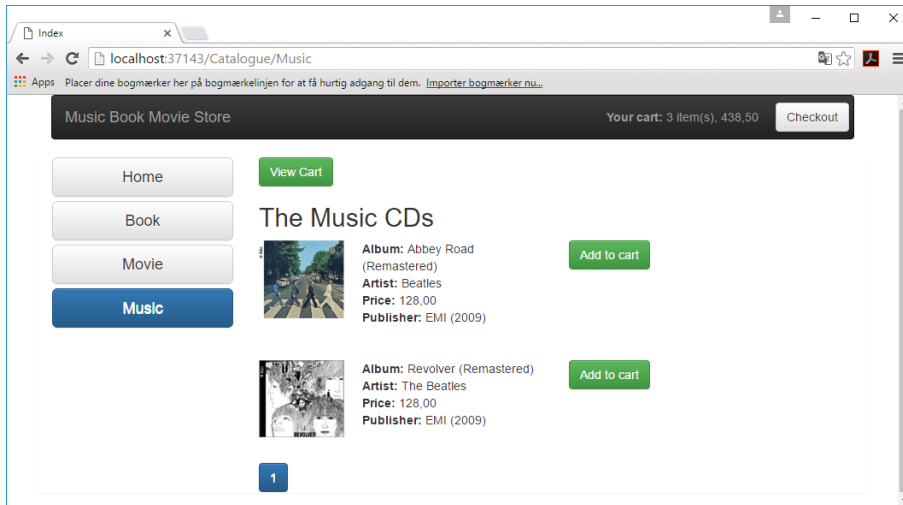 Index
localhost:37143/Catalogue/Music
Apps Placer dine bogmærker her på bogmærkelinjen for at få hurtig adgang til dem. Importer bogmærker nu...
Music Book Movie Store
Your cart: 3 item(s), 438,50
Checkout
Home
Book
Movie
Music
View Cart
The Music CDs
Album: Abbey Road
(Remastered)
Artist: Beatles
Price: 128,00
Publisher: EMI (2009)
Add to cart
Album: Revolver (Remastered)
Artist: The Beatles
Price: 128,00
Publisher: EMI (2009)
Add to cart
REVOLVER
1